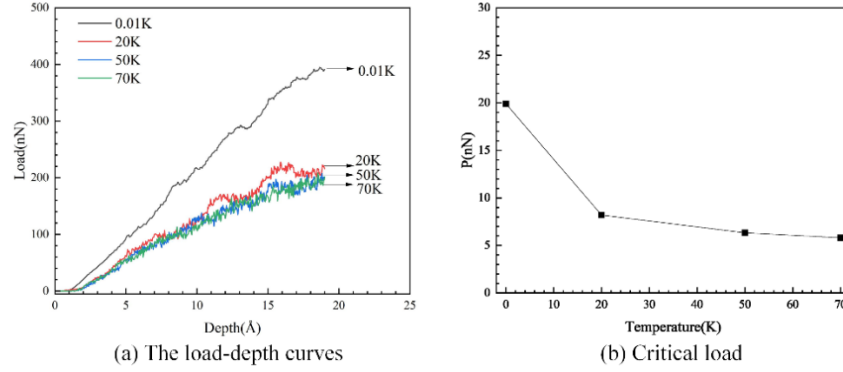 500
400
300
200
100
0
0
5
10
15
20
25
Load(nN)
Depth(Å)
0.01K
20K
50K
70K
0.01K
20K
50K
70K
(a) The load-depth curves
30
25
20
15
10
5
0
0
10
20
30
40
50
60
70
P(nN)
Temperature(K)
(b) Critical load